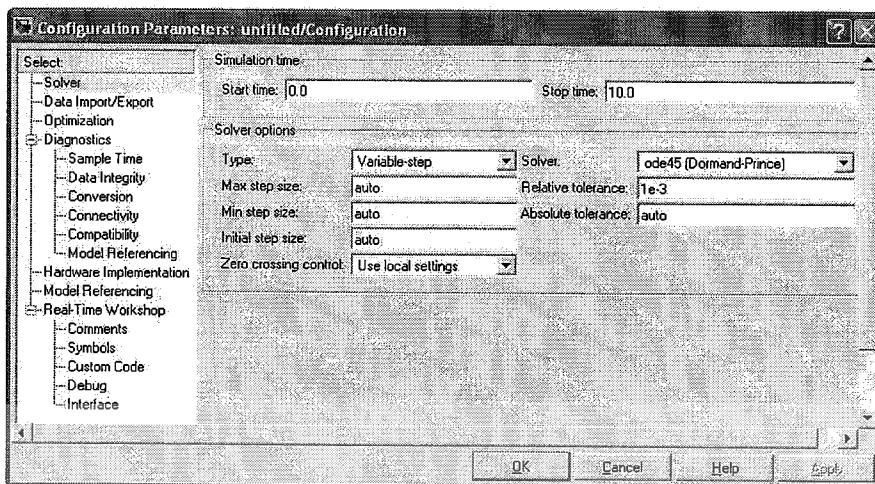 Configuration Parameters: untitled/Configuration
Select:
Solver
Data Import/Export
Optimization
Diagnostics
Sample Time
Data Integrity
Conversion
Connectivity
Compatibility
Model Referencing
Hardware Implementation
Model Referencing
Real-Time Workshop
Comments
Symbols
Custom Code
Debug
Interface
Simulation time
Start time: 0.0
Stop time: 10.0
Solver options
Type: Variable-step
Solver: ode45 (Dormand-Prince)
Max step size: auto
Relative tolerance: 1e-3
Min step size: auto
Absolute tolerance: auto
Initial step size: auto
Zero crossing control: Use local settings
OK
Cancel
Help
Apply